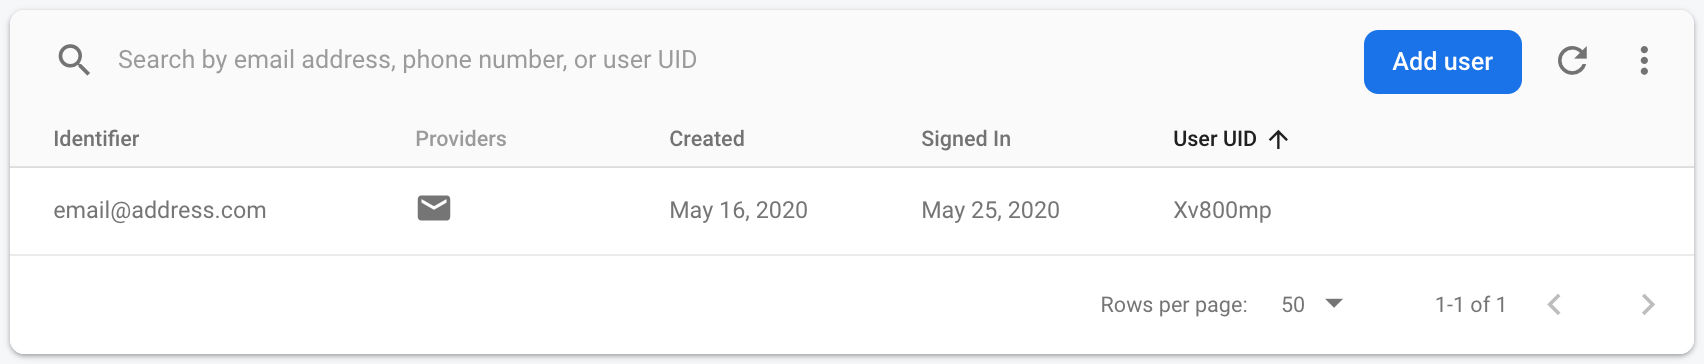 Search by email address, phone number, or user UID Add user
Identifier Providers Created Signed In User UID
email@address.com May 16, 2020 May 25, 2020 Xv800mp
Rows per page: 50 1-1 of 1